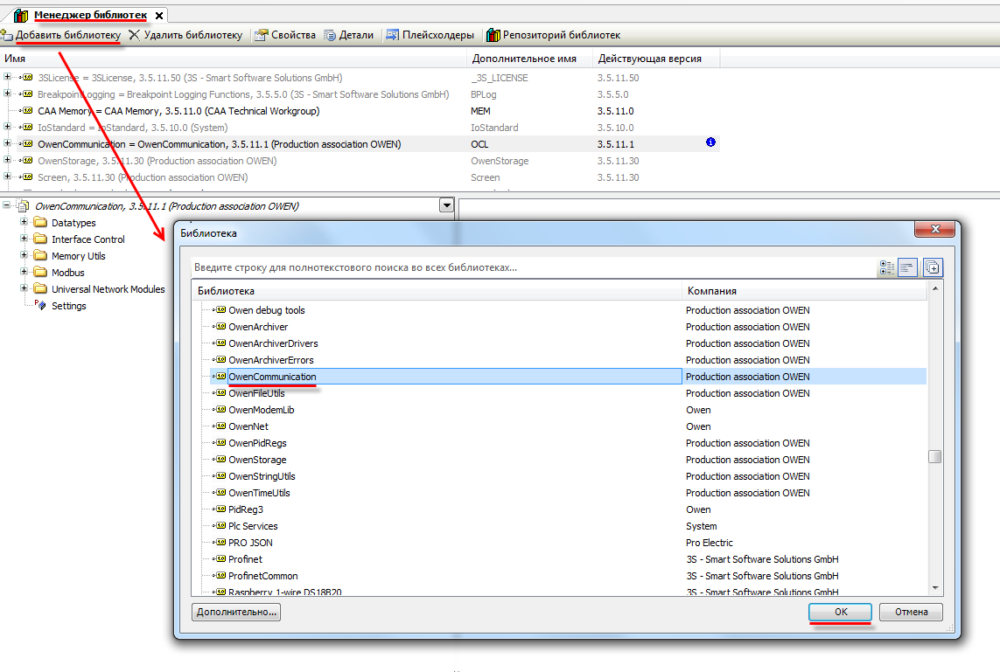 Менеджер библиотек
Добавить библиотеку Удалить библиотеку Свойства Детали Плейсхолдеры Репозиторий библиотек
Имя Дополнительное имя Действующая версия
3SLicense = 3SLicense, 3.5.11.50 (3S - Smart Software Solutions GmbH) _3S_LICENSE 3.5.11.50
BreakpointLogging = Breakpoint Logging Functions, 3.5.5.0 (3S - Smart Software Solutions GmbH) BPLog 3.5.5.0
CAA Memory = CAA Memory, 3.5.11.0 (CAA Technical Workgroup) MEM 3.5.11.0
IoStandard = IoStandard, 3.5.10.0 (System) IoStandard 3.5.10.0
OwenCommunication = OwenCommunication, 3.5.11.1 (Production association OWEN) OCL 3.5.11.1
OwenStorage, 3.5.11.30 (Production association OWEN) OwenStorage 3.5.11.30
Screen, 3.5.11.30 (Production association OWEN) Screen 3.5.11.30
OwenCommunication, 3.5.11.1 (Production association OWEN)
Datatypes
Interface Control
Memory Utils
Modbus
Universal Network Modules
Settings
Библиотека
Введите строку для полнотекстового поиска во всех библиотеках...
Библиотека Компания
Owen debug tools Production association OWEN
OwenArchiver Production association OWEN
OwenArchiverDrivers Production association OWEN
OwenArchiverErrors Production association OWEN
OwenCommunication Production association OWEN
OwenFileUtils Production association OWEN
OwenModemLib Owen
OwenNet Owen
OwenPidRegs Production association OWEN
OwenStorage Production association OWEN
OwenStringUtils Production association OWEN
OwenTimeUtils Production association OWEN
PidReg3 Owen
Plc Services System
PRO JSON Pro Electric
Profinet 3S - Smart Software Solutions GmbH
ProfinetCommon 3S - Smart Software Solutions GmbH
Raspberry 1-wire DS18B20 3S - Smart Software Solutions GmbH
Дополнительно... OK Отмена